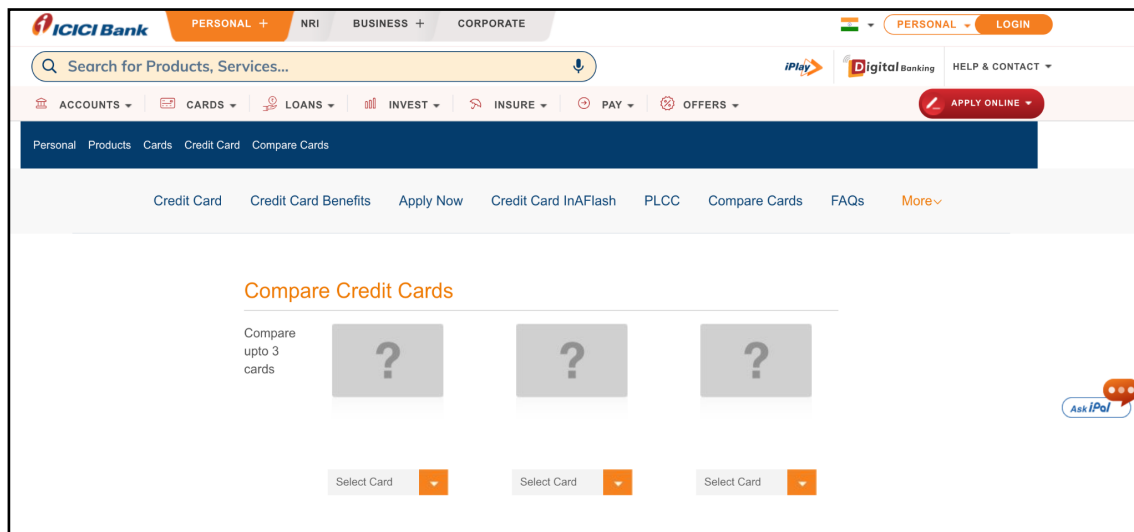 ICICI Bank
PERSONAL + NRI BUSINESS + CORPORATE
PERSONAL LOGIN
Search for Products, Services...
iPlay Digital Banking HELP & CONTACT
ACCOUNTS CARDS LOANS INVEST INSURE PAY OFFERS APPLY ONLINE
Personal Products Cards Credit Card Compare Cards
Credit Card Credit Card Benefits Apply Now Credit Card InAFlash PLCC Compare Cards FAQs More
Compare Credit Cards
Compare
upto 3
cards
? ? ?
Ask iPal
Select Card Select Card Select Card